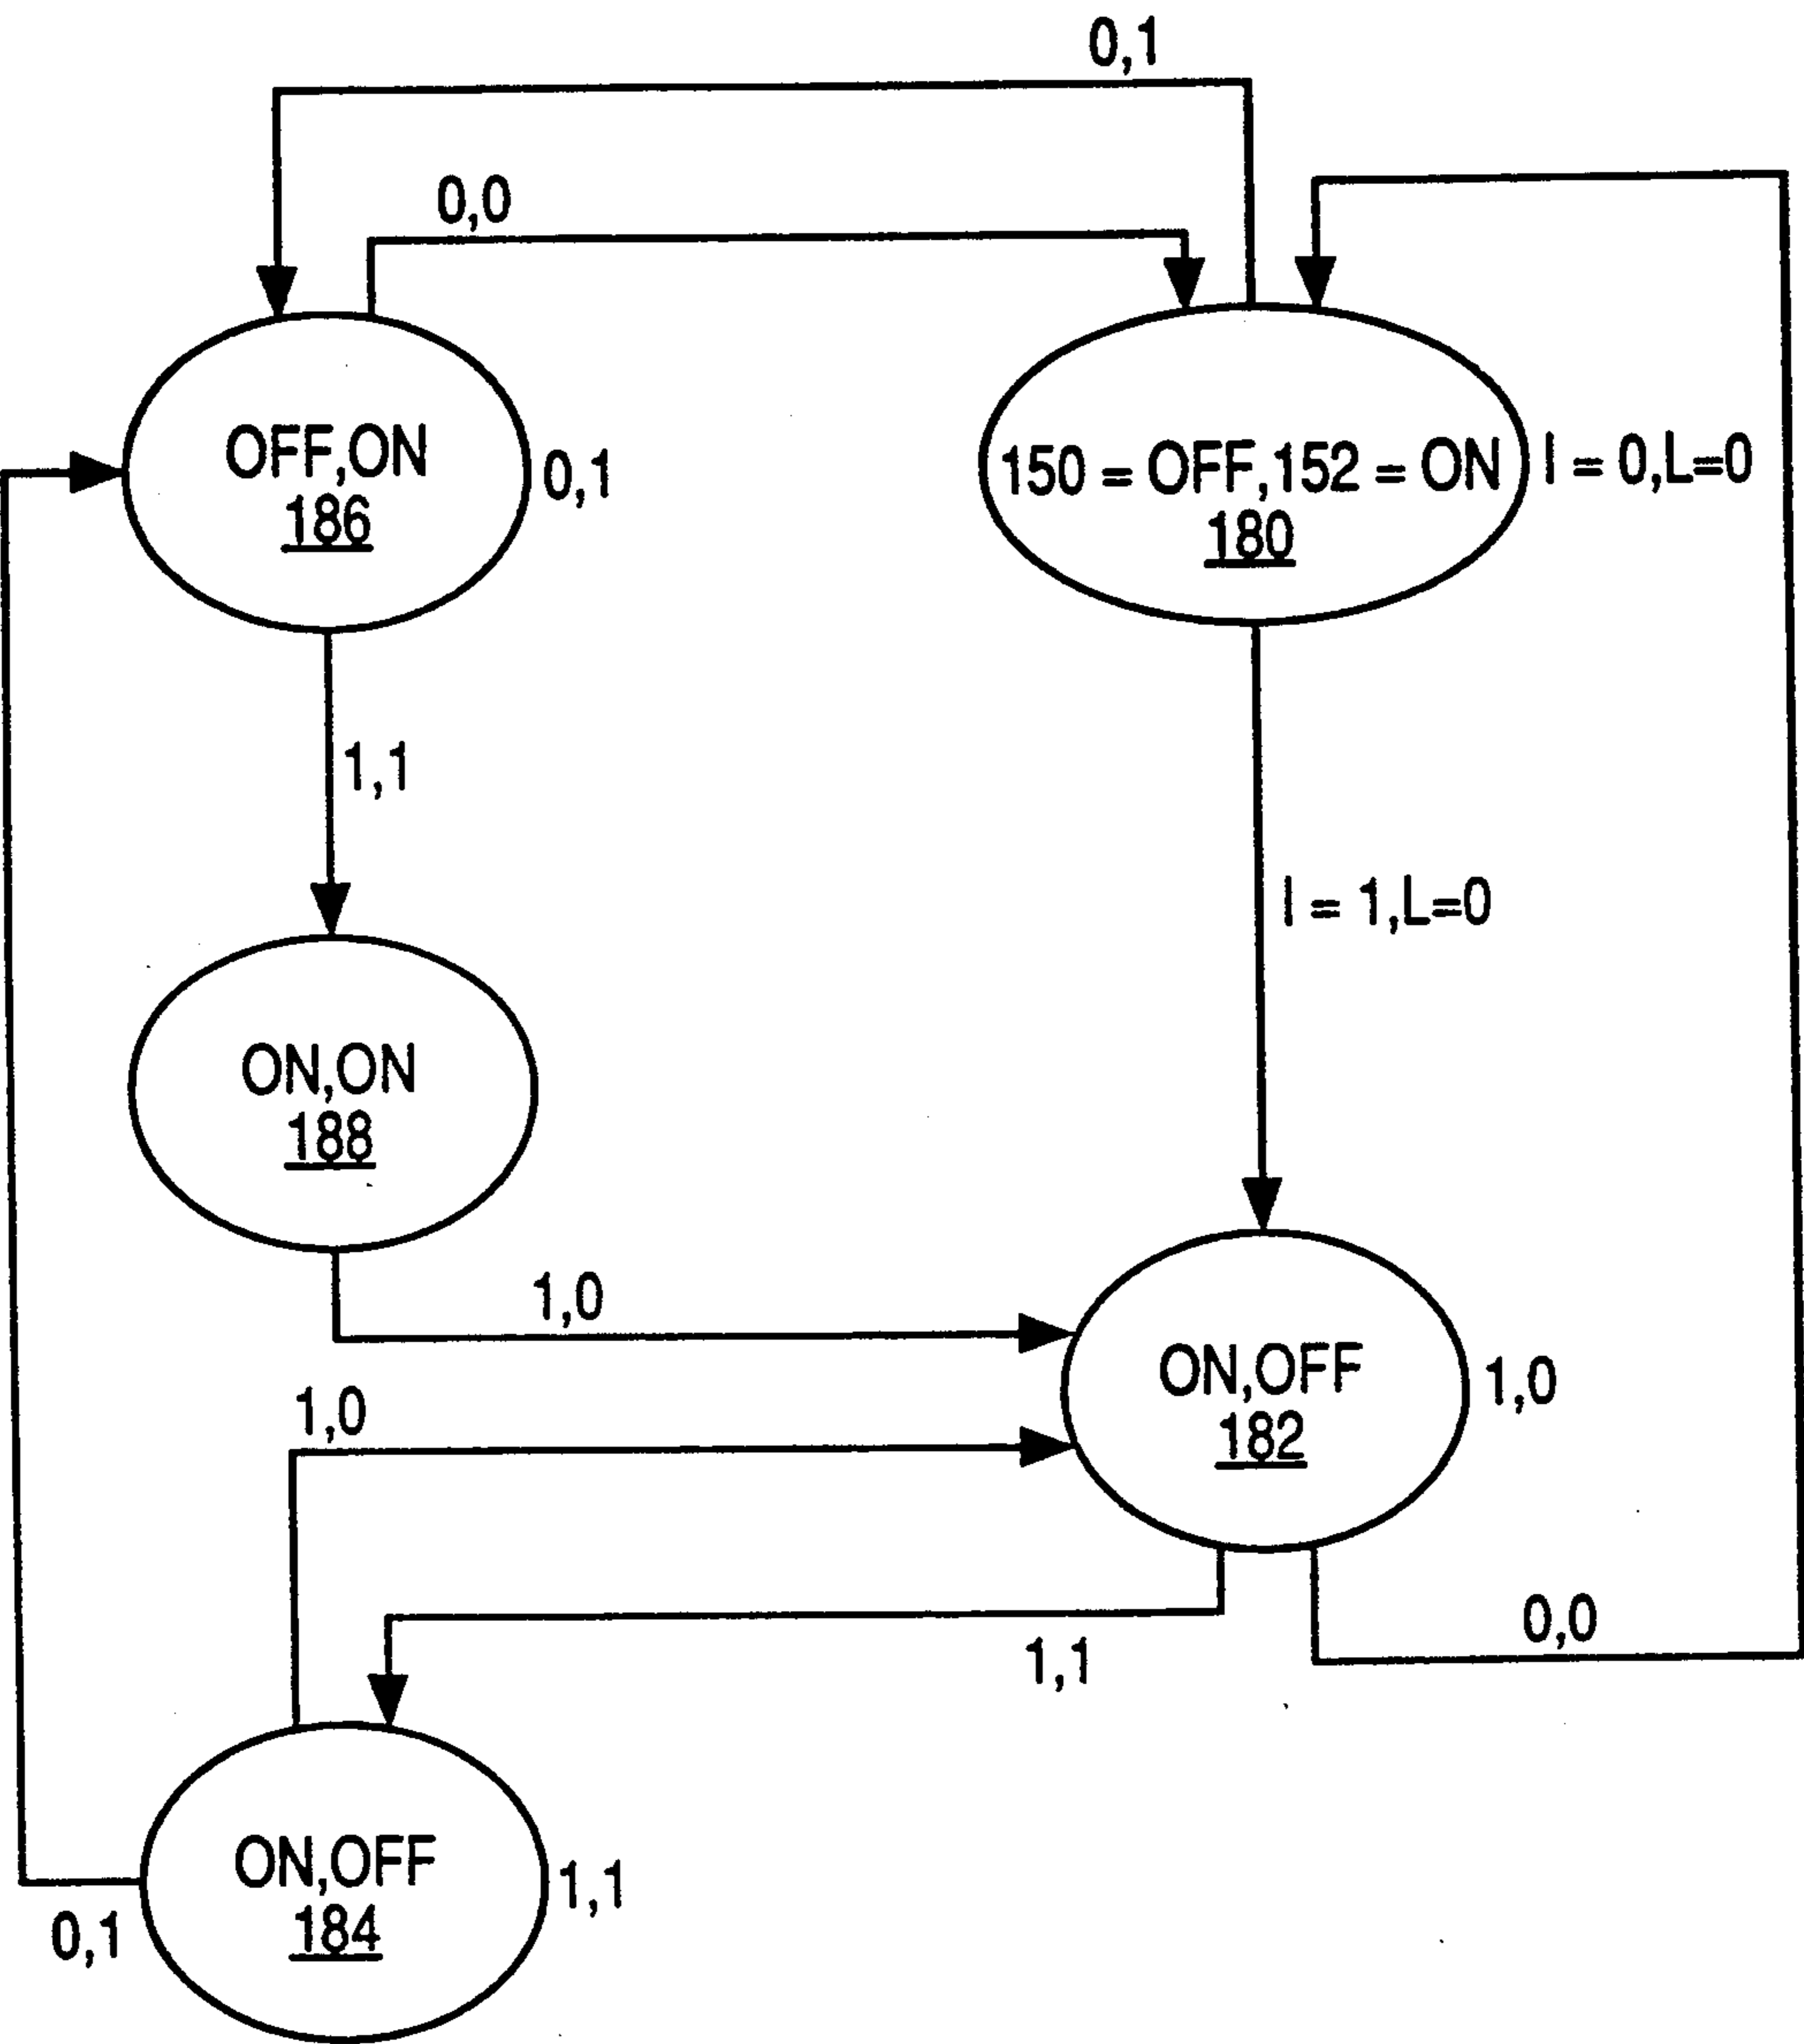 0,1
0,0
OFF,ON
186
0,1
150 = OFF,152 = ON
180
I = 0,L=0
1,1
I = 1,L=0
ON,ON
188
1,0
ON,OFF
182
1,0
1,0
1,1
0,0
ON,OFF
184
1,1
0,1